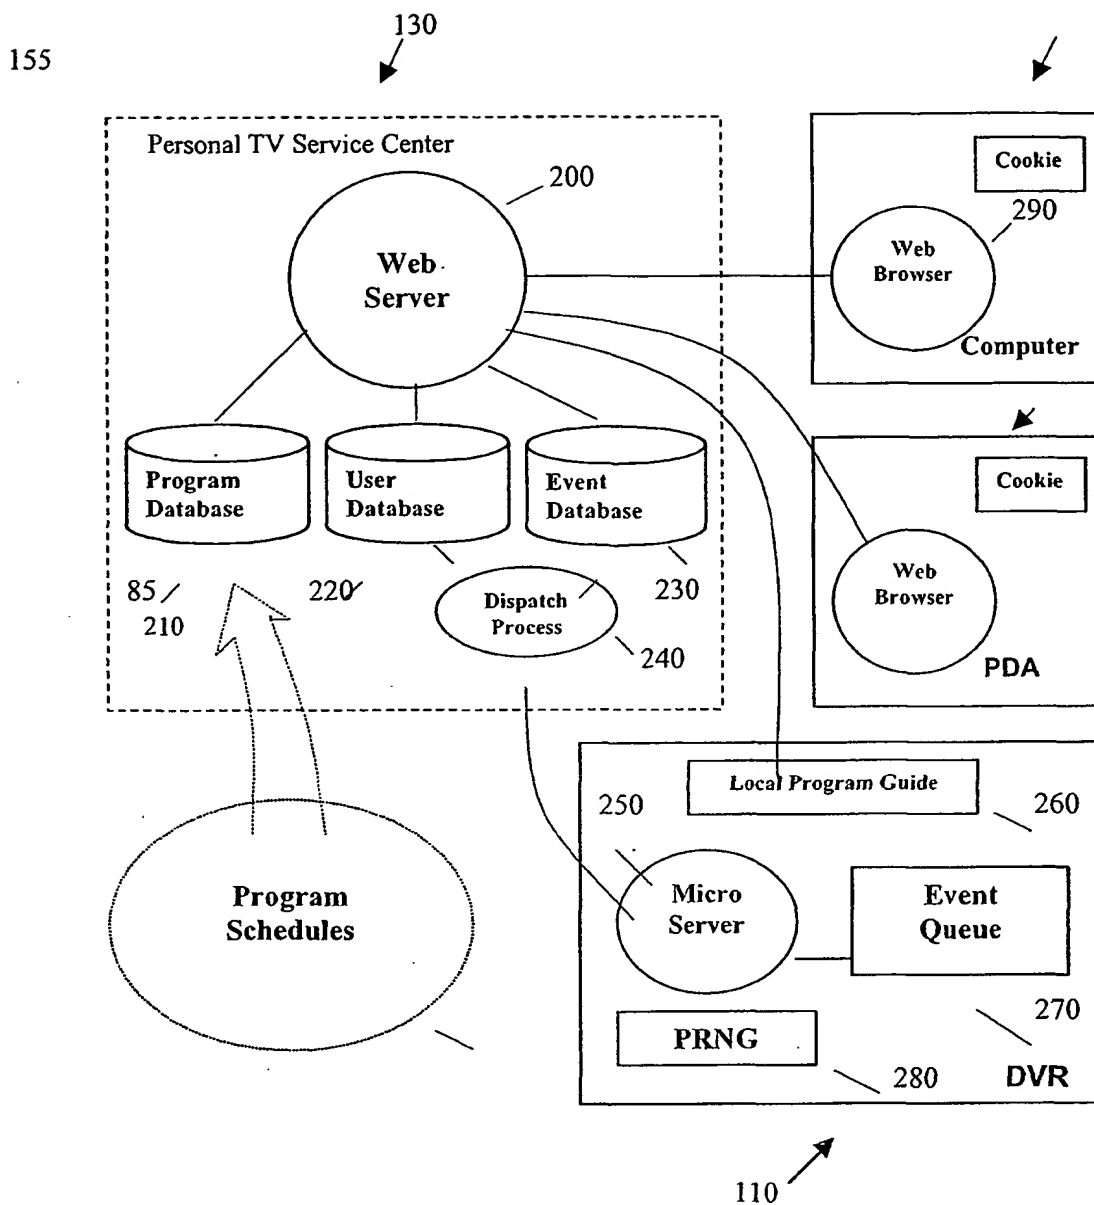 130
155
Personal TV Service Center
200
Web
Server
Cookie
290
Web
Browser
Computer
Program
Database
User
Database
Event
Database
Cookie
Web
Browser
PDA
85
210
220
230
Dispatch
Process
240
Local Program Guide
250
260
Program
Schedules
Micro
Server
Event
Queue
270
PRNG
280
DVR
110